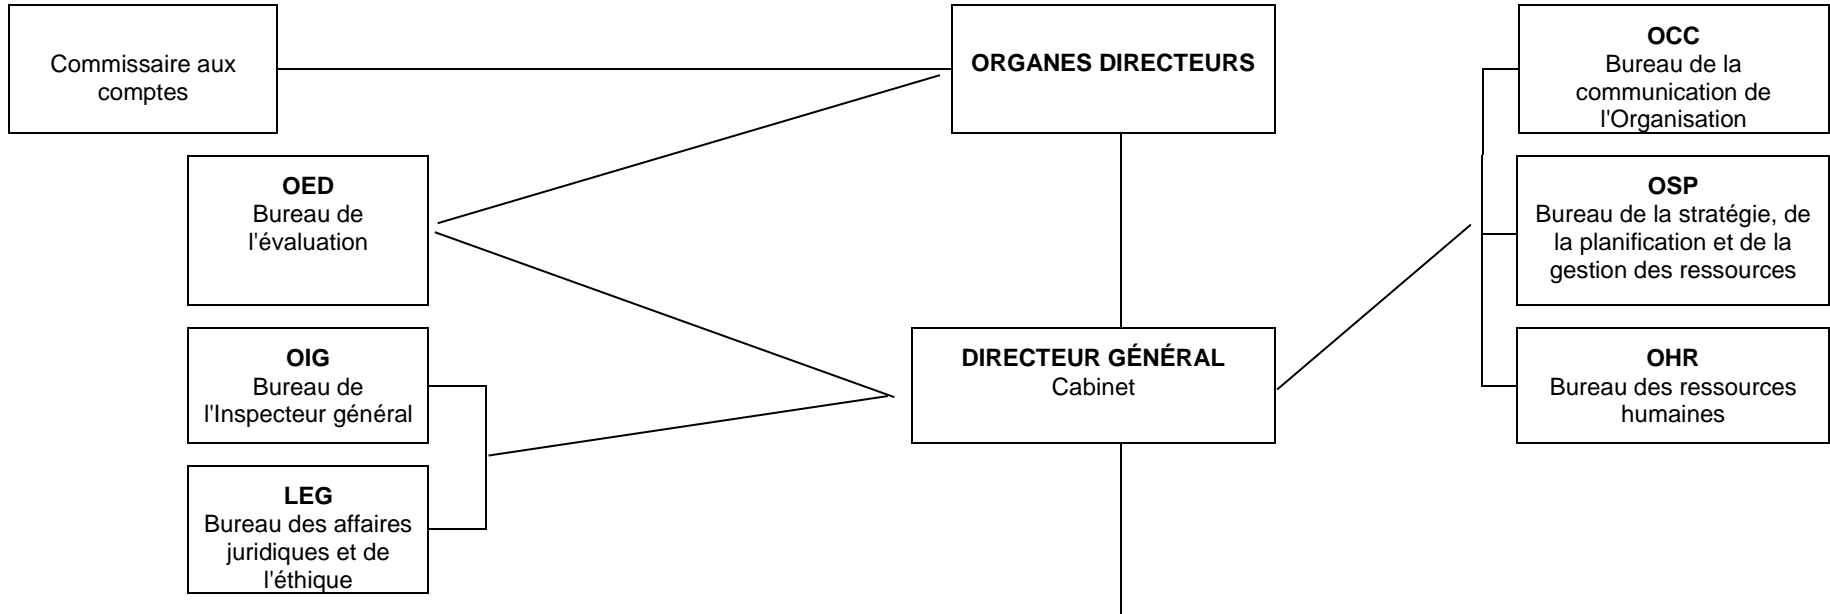 Commissaire aux
comptes
ORGANES DIRECTEURS
OCC
Bureau de la
communication de
l'Organisation
OED
Bureau de
l'évaluation
OSP
Bureau de la stratégie, de
la planification et de la
gestion des ressources
OIG
Bureau de
l'Inspecteur général
DIRECTEUR GÉNÉRAL
Cabinet
OHR
Bureau des ressources
humaines
LEG
Bureau des affaires
juridiques et de
l'éthique